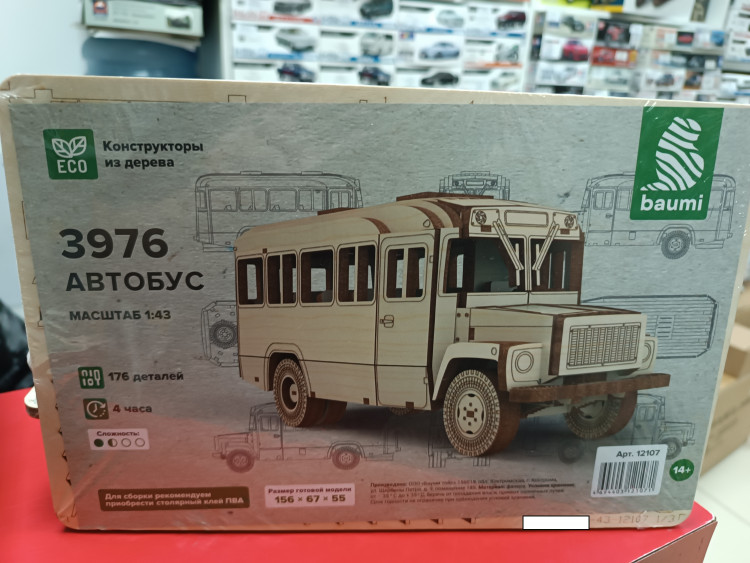 ECO
Конструкторы
из дерева
baumi
3976
АВТОБУС
МАСШТАБ 1:43
176 деталей
4 часа
Сложность:
Для сборки рекомендуем
приобрести столярный клей ПВА
Размер готовой модели
156 × 67 × 55
Арт. 12107
14+